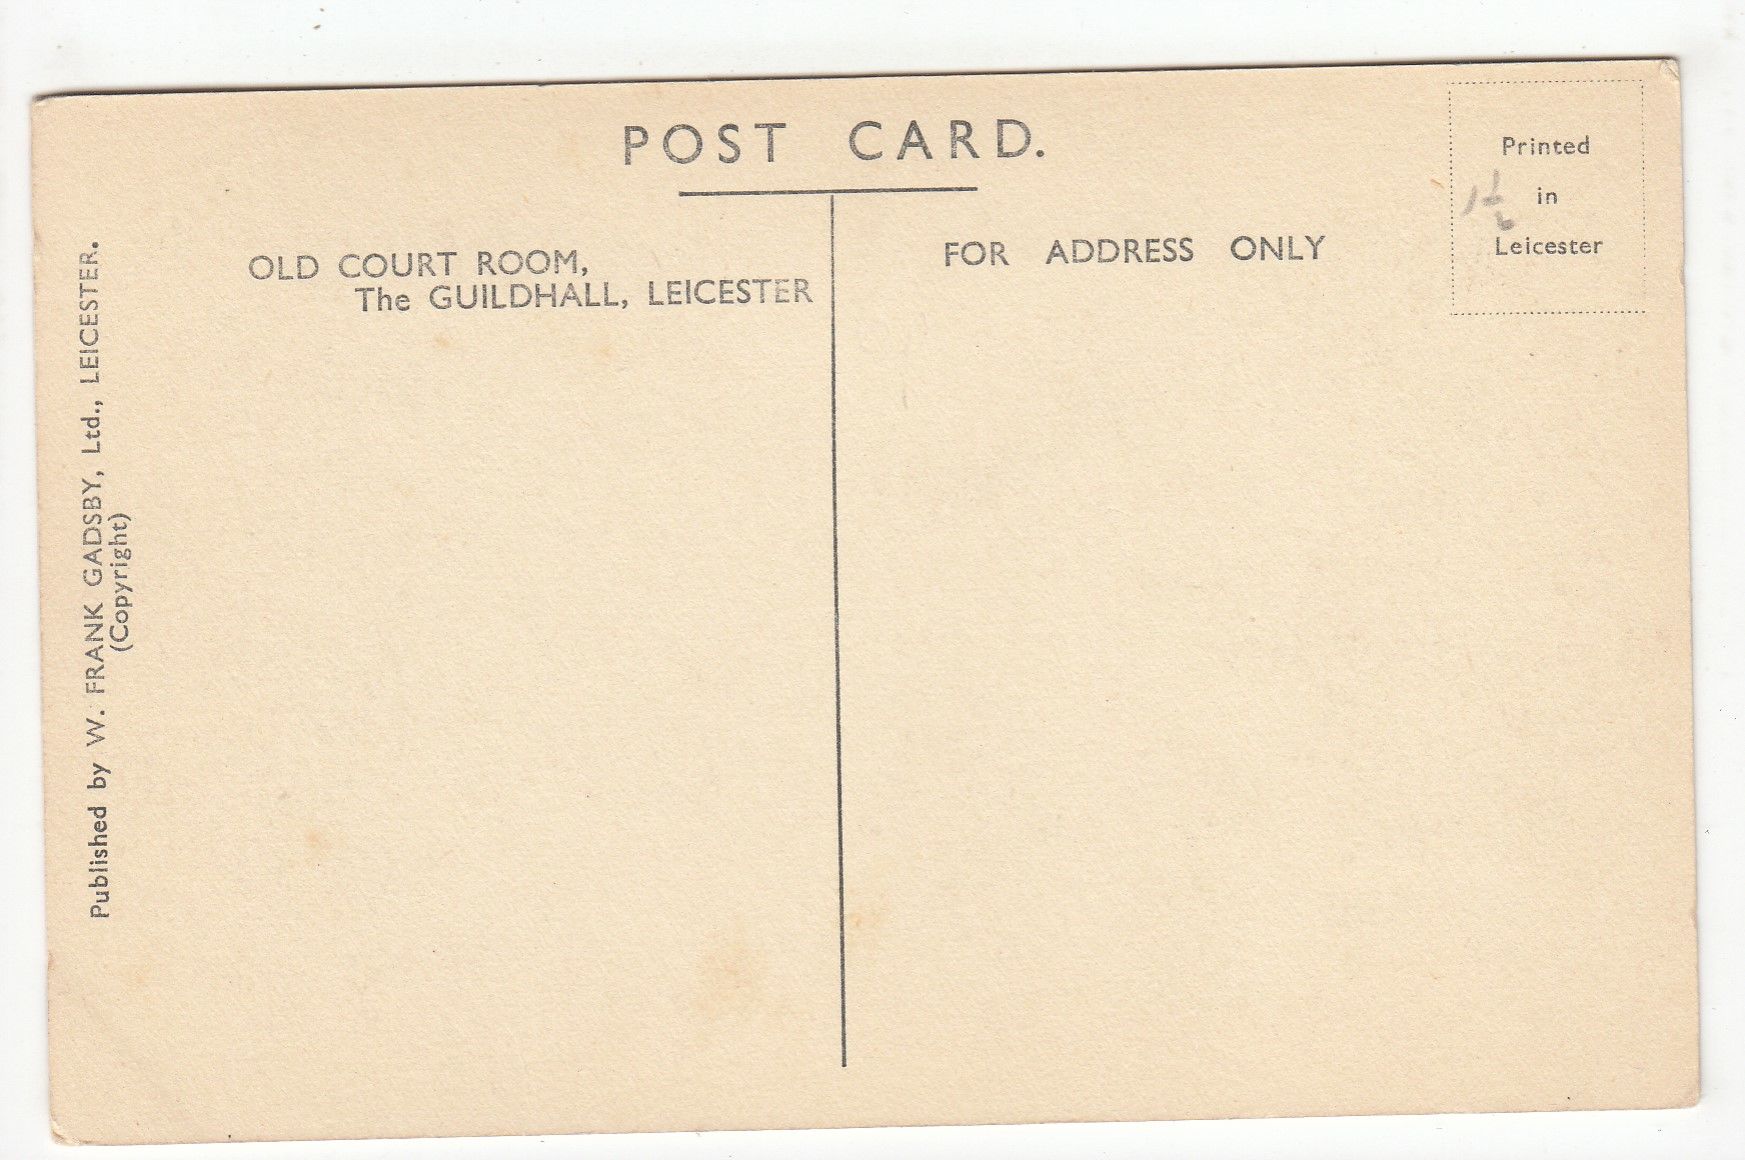 POST CARD.
OLD COURT ROOM,
The GUILDHALL, LEICESTER
FOR ADDRESS ONLY
Printed
in
Leicester
Published by W. FRANK GADSBY, Ltd., LEICESTER.
(Copyright)